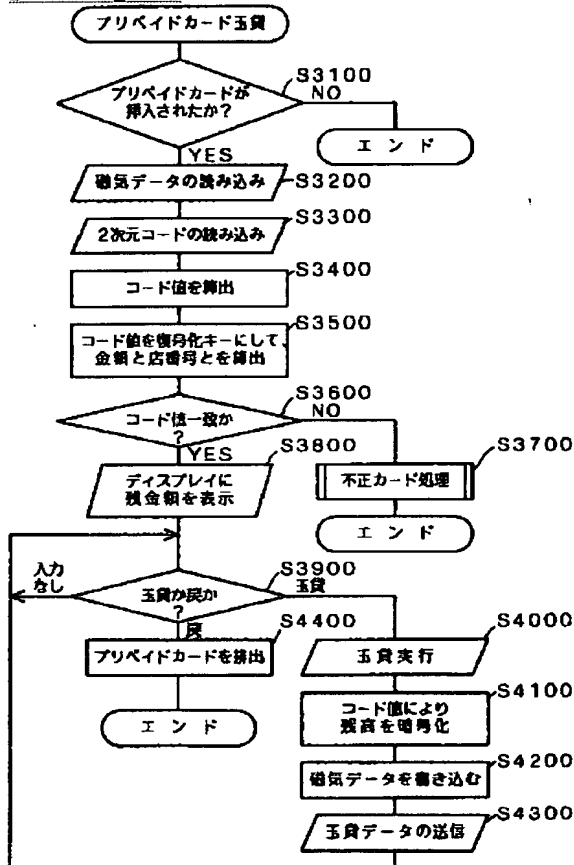 プリペイドカード玉貸
S3100
プリペイドカードが
挿入されたか?
NO
エンド
YES
磁気データの読み込み
S3200
S3300
2次元コードの読み込み
S3400
コード値を算出
S3500
コード値を復号化キーにして、
金額と店番号とを算出
S3600
コード値一致か
?
NO
YES
S3800
S3700
ディスプレイに
残金額を表示
不正カード処理
エンド
入力
なし
S3900
玉貸か戻か
?
玉貸
戻
S4400
プリペイドカードを排出
エンド
S4000
玉貸実行
S4100
コード値により
残高を暗号化
S4200
磁気データを書き込む
S4300
玉貸データの送信